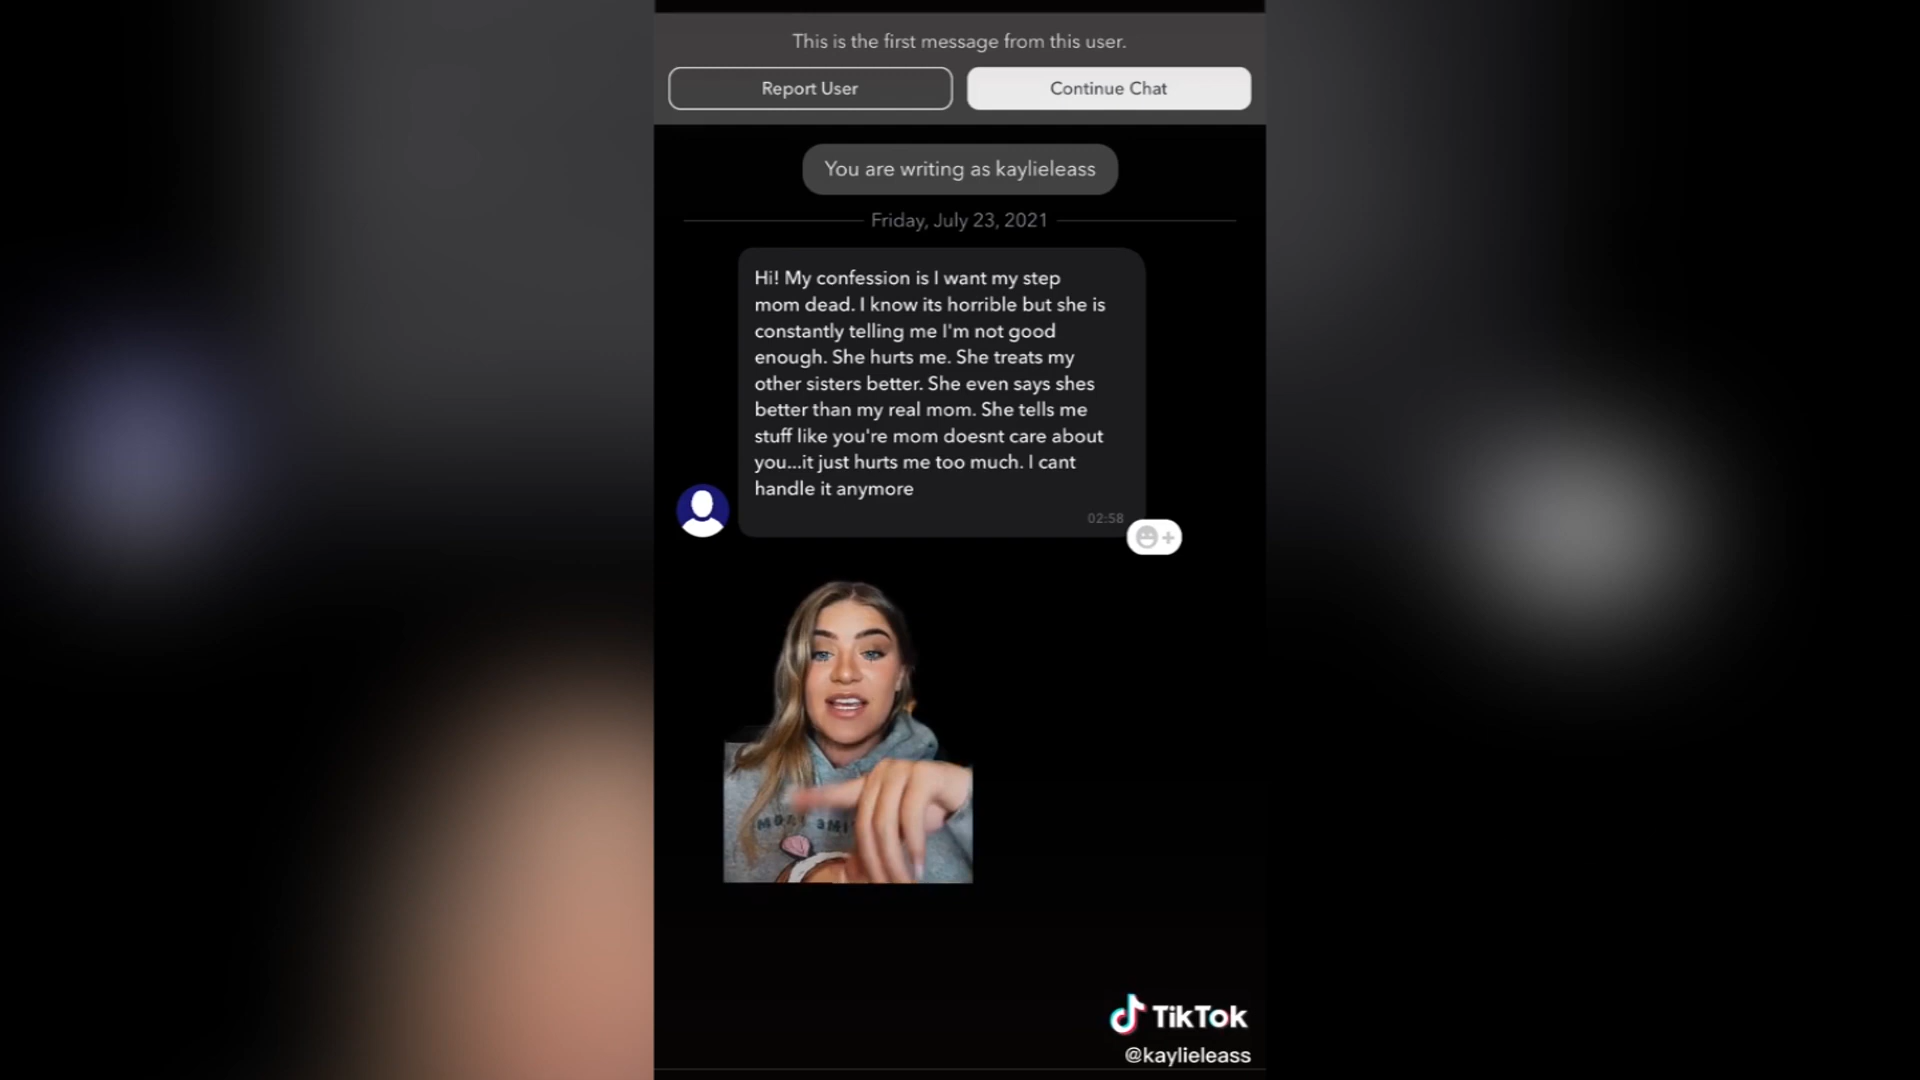 This is the first message from this user.
Report User
Continue Chat
You are writing as kaylieleass
Friday, July 23, 2021
Hi! My confession is I want my step
mom dead. I know its horrible but she is
constantly telling me I'm not good
enough. She hurts me. She treats my
other sisters better. She even says shes
better than my real mom. She tells me
stuff like you're mom doesnt care about
you...it just hurts me too much. I cant
handle it anymore
02:58
TikTok
@kaylieleass